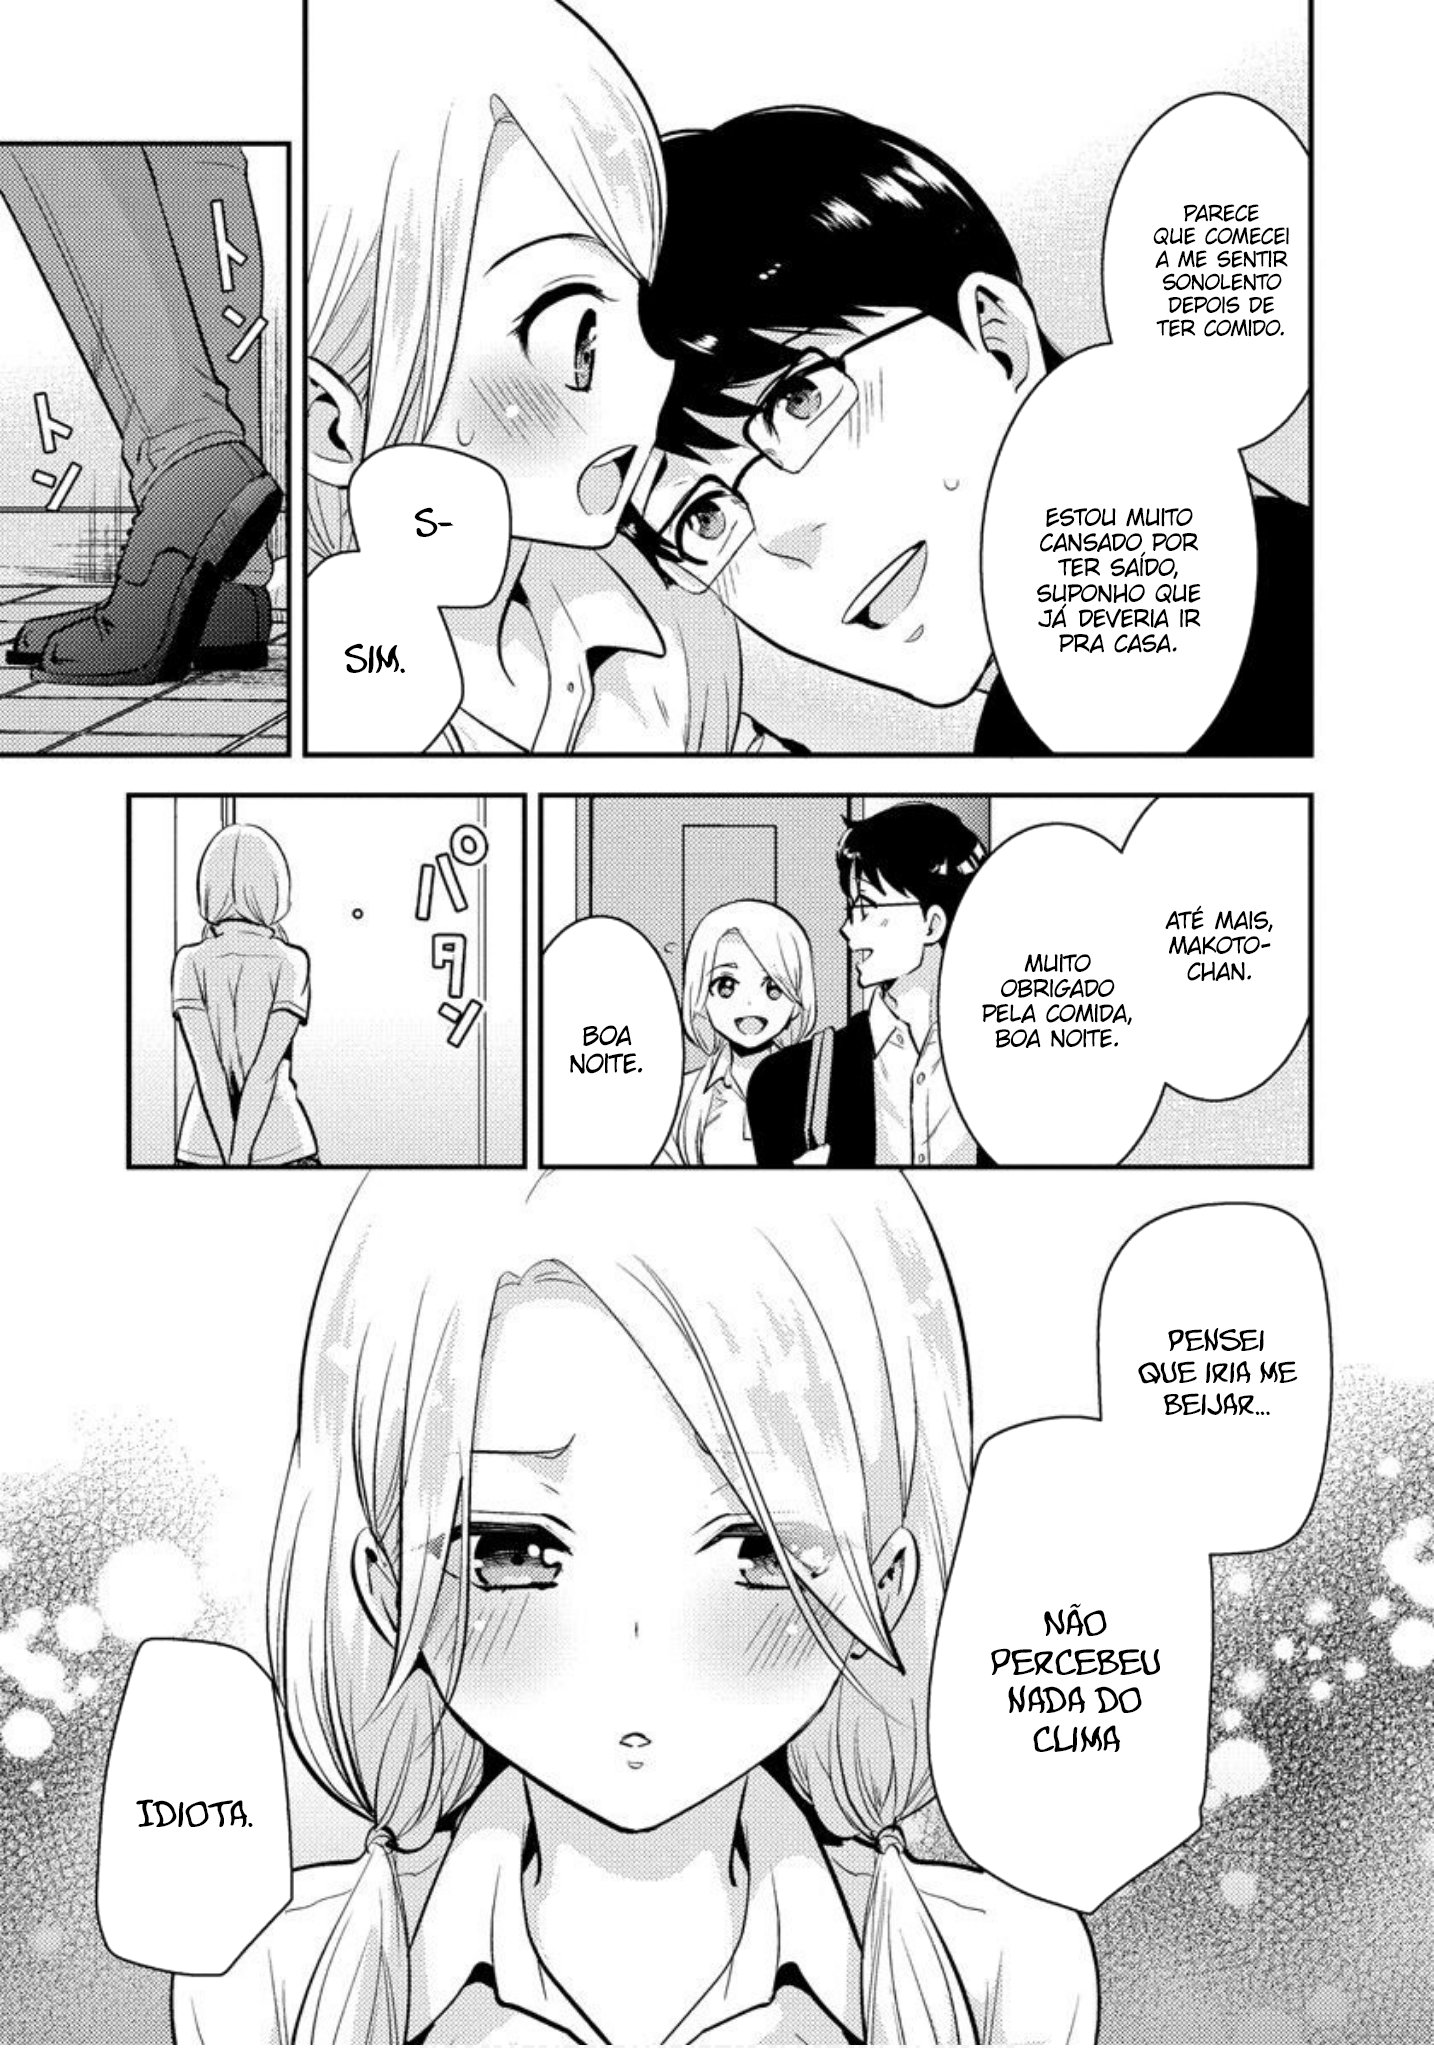 PARECE
QUE COMECEI
A ME SENTIR
SONOLENTO
DEPOIS DE
TER COMIDO.
ESTOU MUITO
CANSADO POR
TER SAÍDO,
SUPONHO QUE
JÁ DEVERIA IR
PRA CASA.
S-
SIM.
トン
トン
ATÉ MAIS,
MAKOTO-
CHAN.
MUITO
OBRIGADO
PELA COMIDA,
BOA NOITE.
BOA
NOITE.
パタン
PENSEI
QUE IRIA ME
BEIJAR...
NÃO
PERCEBEU
NADA DO
CLIMA
IDIOTA.